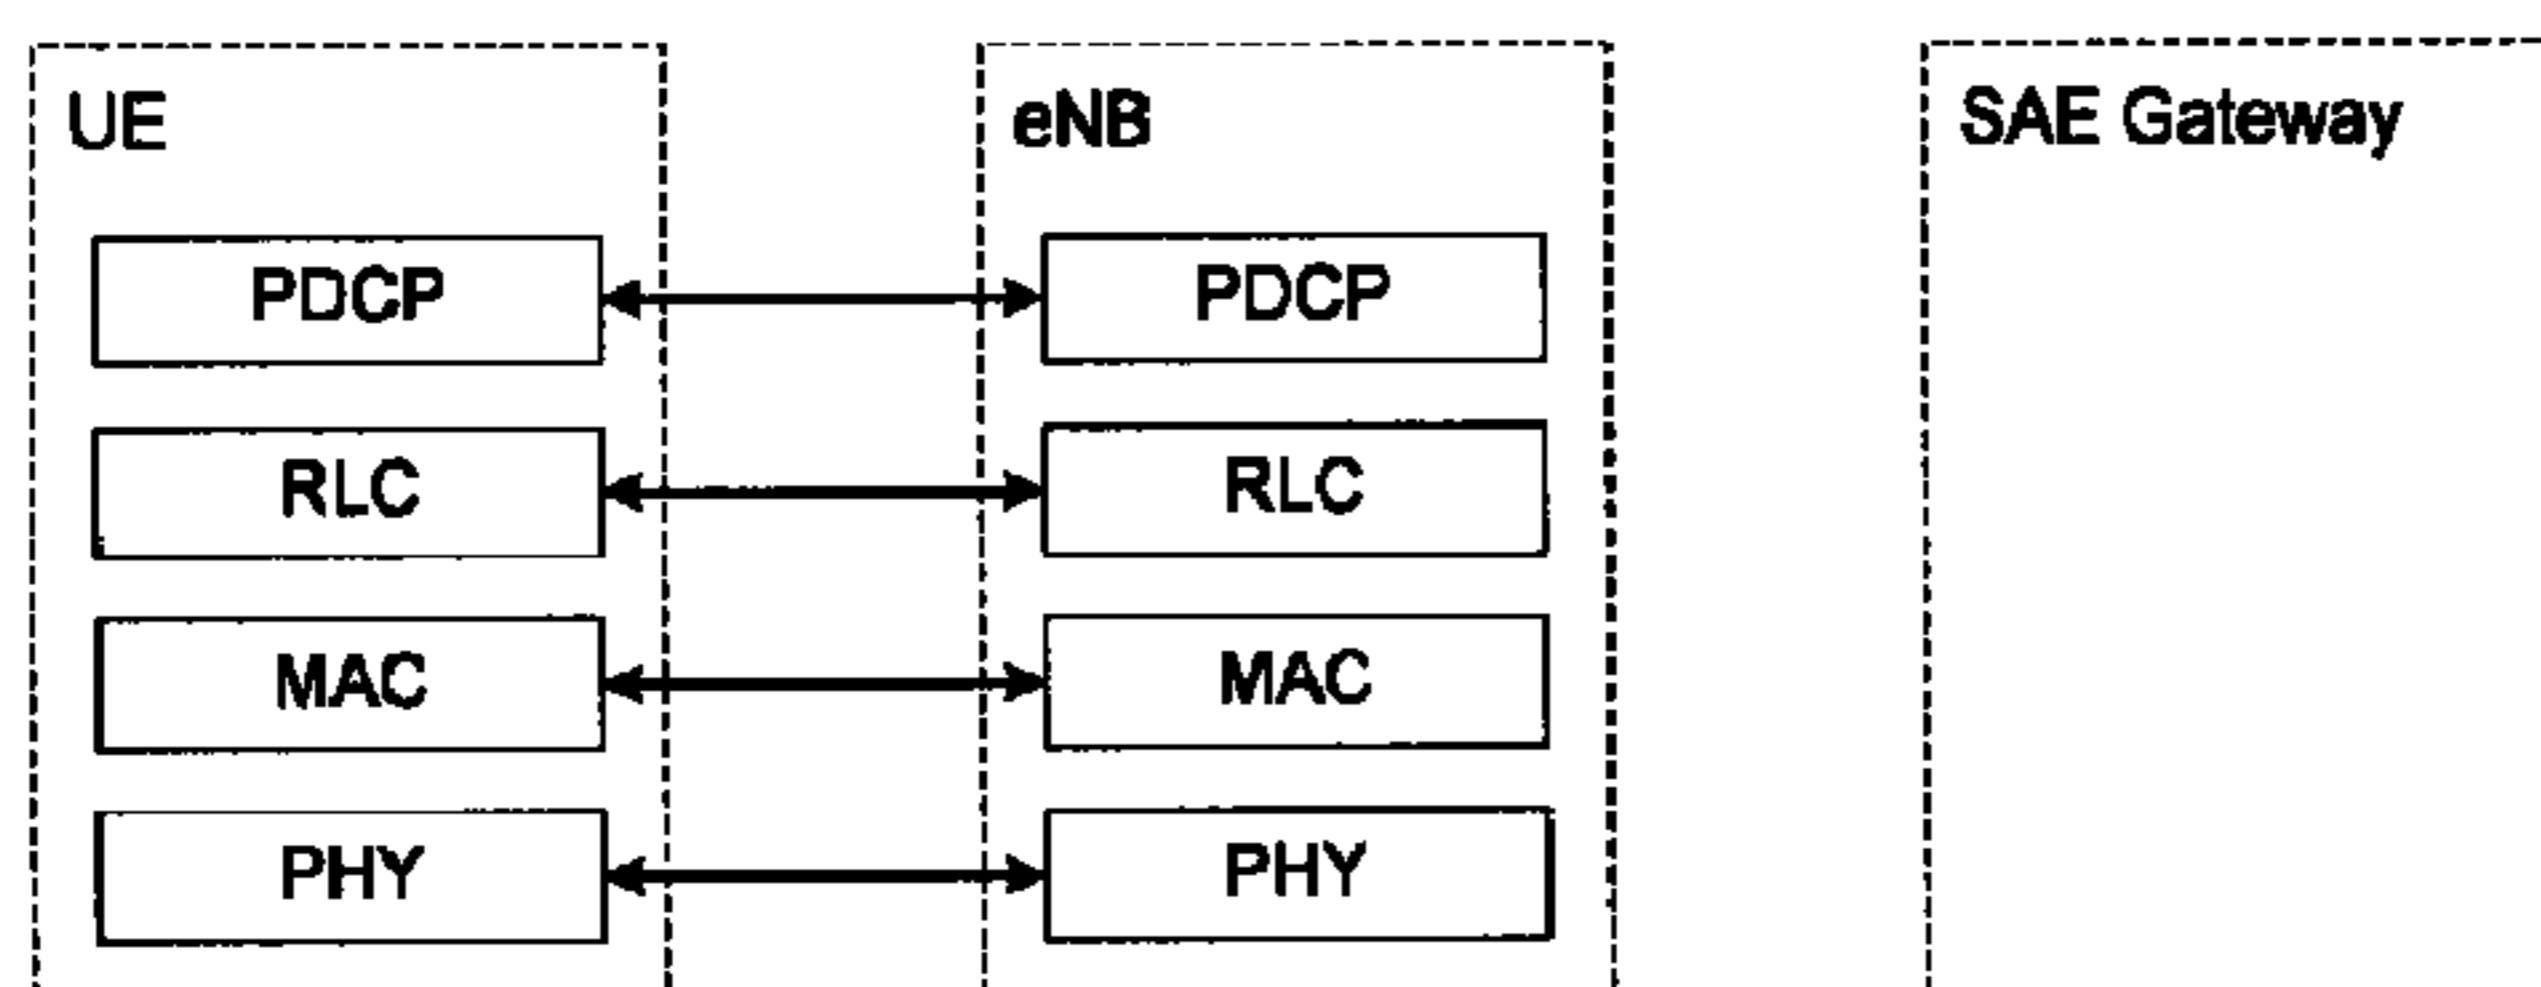 UE
eNB
SAE Gateway
PDCP
PDCP
RLC
RLC
MAC
MAC
PHY
PHY